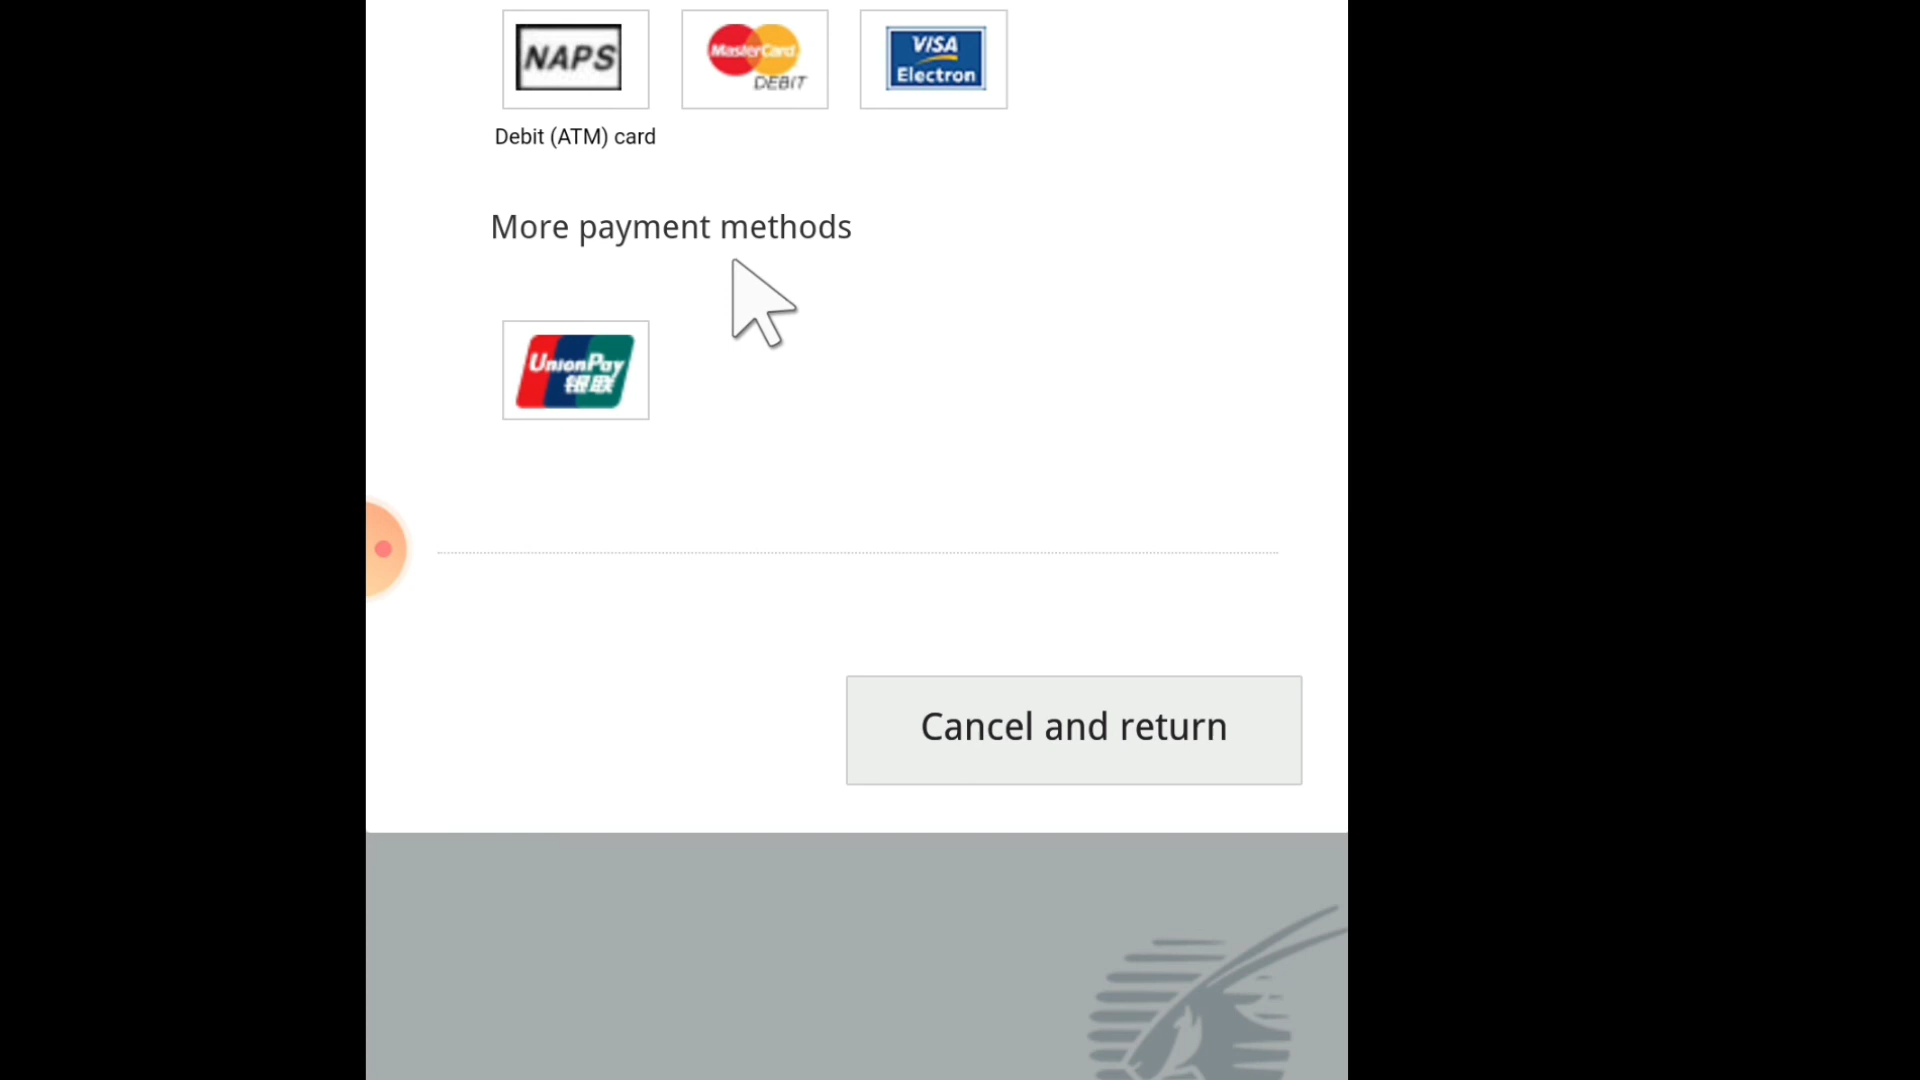 NAPS
MasterCard
DEBIT
VISA
Electron
Debit (ATM) card
More payment methods
UnionPay
银联
Cancel and return